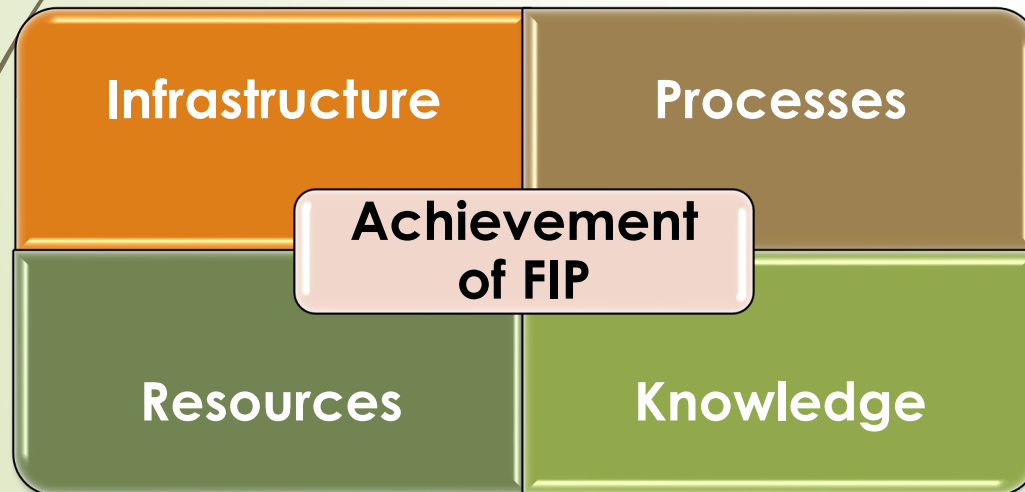 Infrastructure
Processes
Achievement
of FIP
Resources
Knowledge